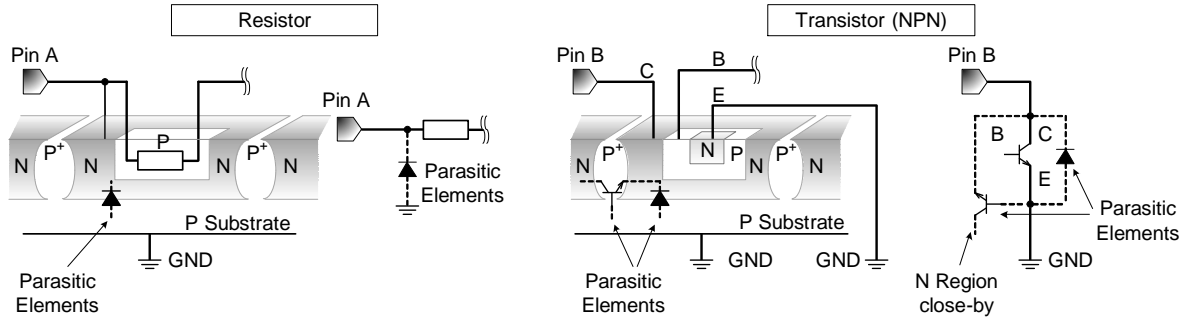 Resistor
Transistor (NPN)
Pin A
Pin B
C
B
E
Pin B
Pin A
N
P+
N
P
P+
N
N
N
P+
N
P
P+
N
N
B
C
E
Parasitic
Elements
P Substrate
P Substrate
Parasitic
Elements
GND
GND
GND
GND
Parasitic
Elements
Parasitic
Elements
N Region
close-by